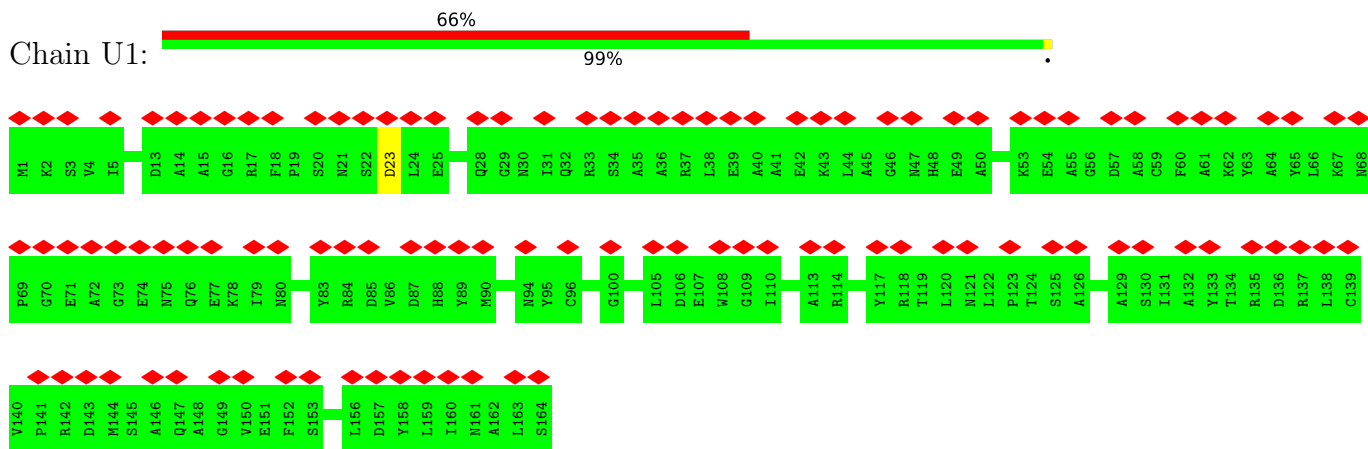 66%
Chain U1:
99%
.
M1 K2 S3 V4 I5 D13 A14 A15 G16 R17 F18 P19 S20 N21 S22 D23 L24 E25 Q28 G29 N30 I31 Q32 R33 S34 A35 A36 R37 L38 E39 A40 A41 E42 K43 L44 A45 G46 N47 H48 E49 A50 K53 E54 A55 G56 D57 A58 C59 F60 A61 K62 Y63 A64 Y65 L66 K67 N68
P69 G70 E71 A72 G73 E74 N75 Q76 E77 K78 I79 N80 Y83 R84 D85 V86 D87 H88 Y89 M90 N94 Y95 C96 G100 L105 D106 E107 W108 G109 I110 A113 R114 Y117 R118 T119 L120 N121 L122 P123 T124 S125 A126 A129 S130 I131 A132 Y133 T134 R135 D136 R137 L138 C139
V140 P141 R142 D143 M144 S145 A146 Q147 A148 G149 V150 E151 F152 S153 L156 D157 Y158 L159 I160 N161 A162 L163 S164